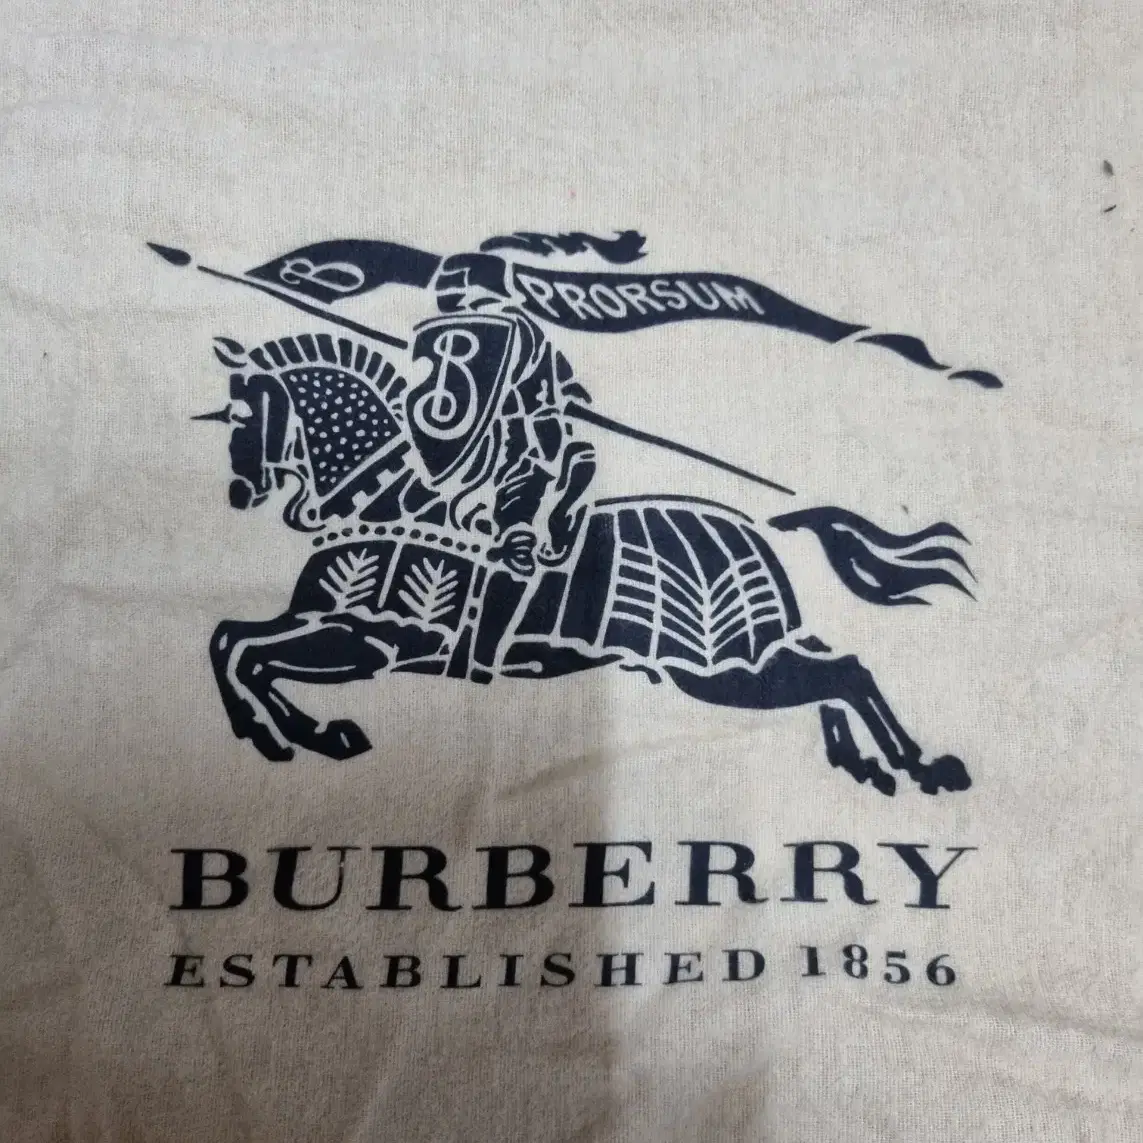 B
PRORSUM
B
BURBERRY
ESTABLISHED 1856